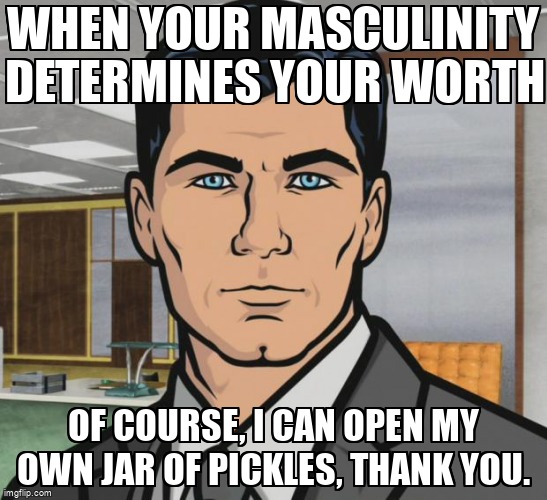 WHEN YOUR MASCULINITY
DETERMINES YOUR WORTH
OF COURSE, I CAN OPEN MY
OWN JAR OF PICKLES, THANK YOU.
imgflip.com